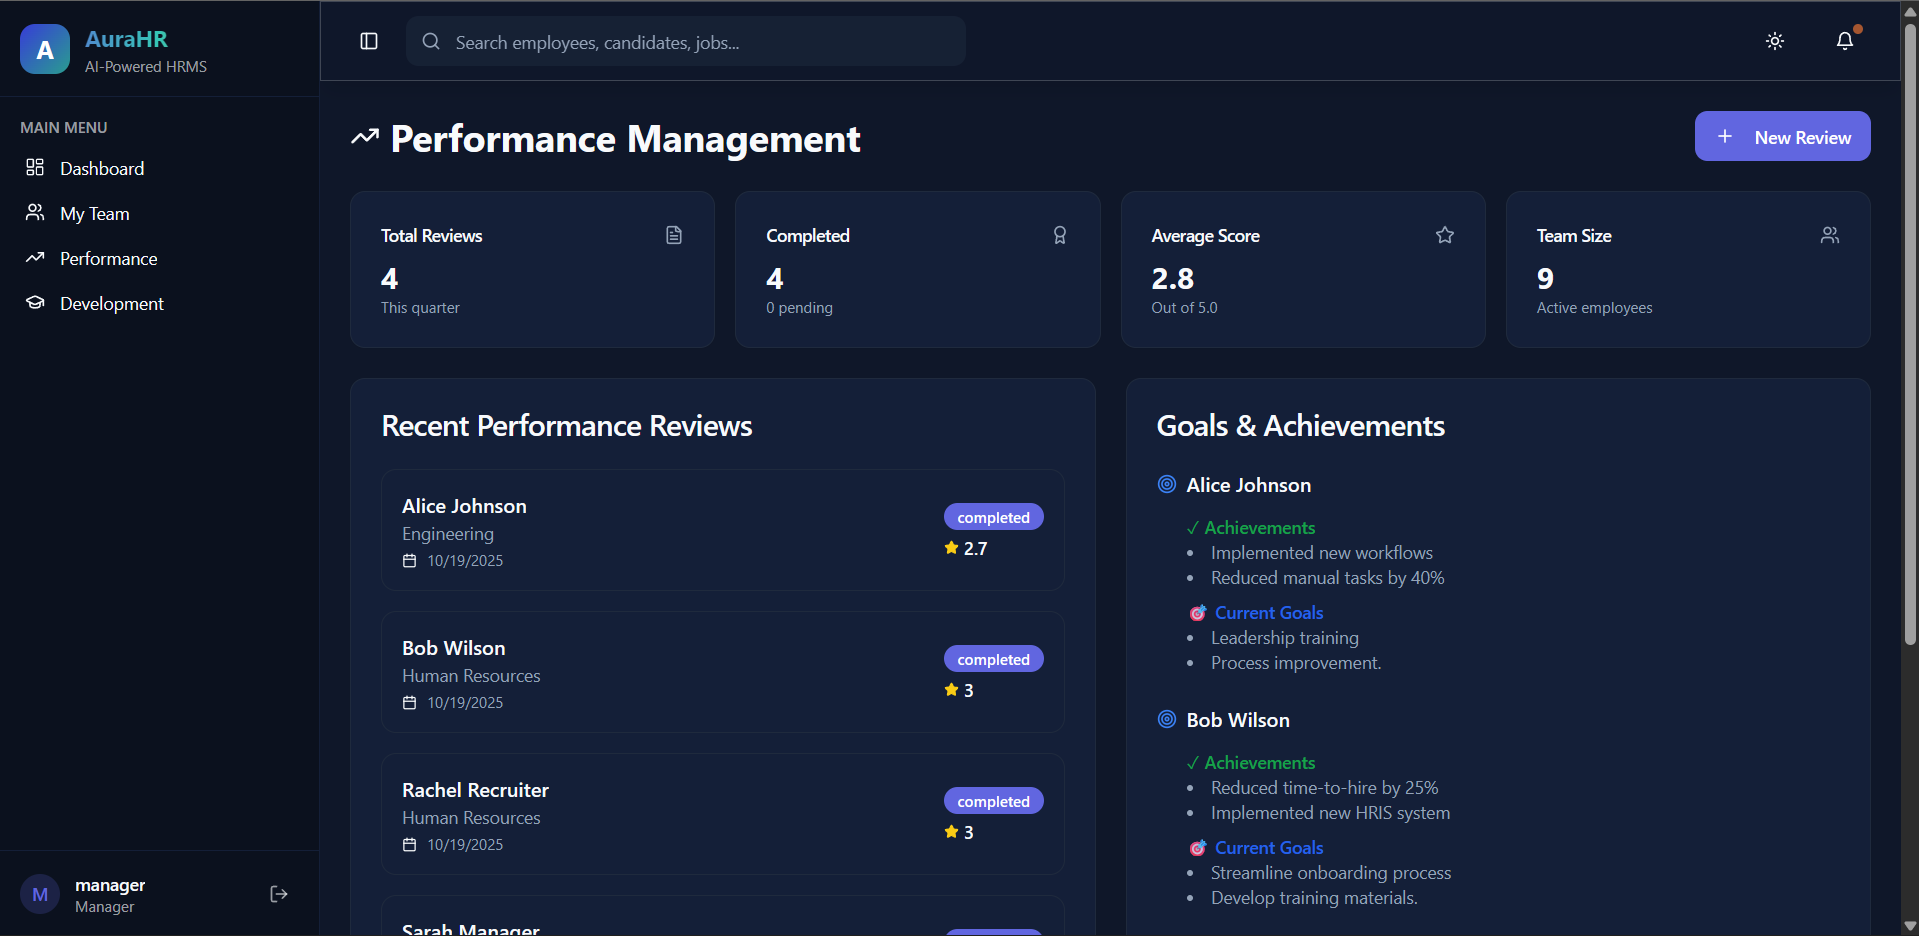 A
AuraHR
AI-Powered HRMS
MAIN MENU
Dashboard
My Team
Performance
Development
M
manager
Manager
Search employees, candidates, jobs...
Performance Management
New Review
Total Reviews
4
This quarter
Completed
4
0 pending
Average Score
2.8
Out of 5.0
Team Size
9
Active employees
Recent Performance Reviews
Alice Johnson
Engineering
10/19/2025
completed
2.7
Bob Wilson
Human Resources
10/19/2025
completed
3
Rachel Recruiter
Human Resources
10/19/2025
completed
3
Sarah Manager
Goals & Achievements
Alice Johnson
✓ Achievements
• Implemented new workflows
• Reduced manual tasks by 40%
🎯 Current Goals
• Leadership training
• Process improvement.
Bob Wilson
✓ Achievements
• Reduced time-to-hire by 25%
• Implemented new HRIS system
🎯 Current Goals
• Streamline onboarding process
• Develop training materials.